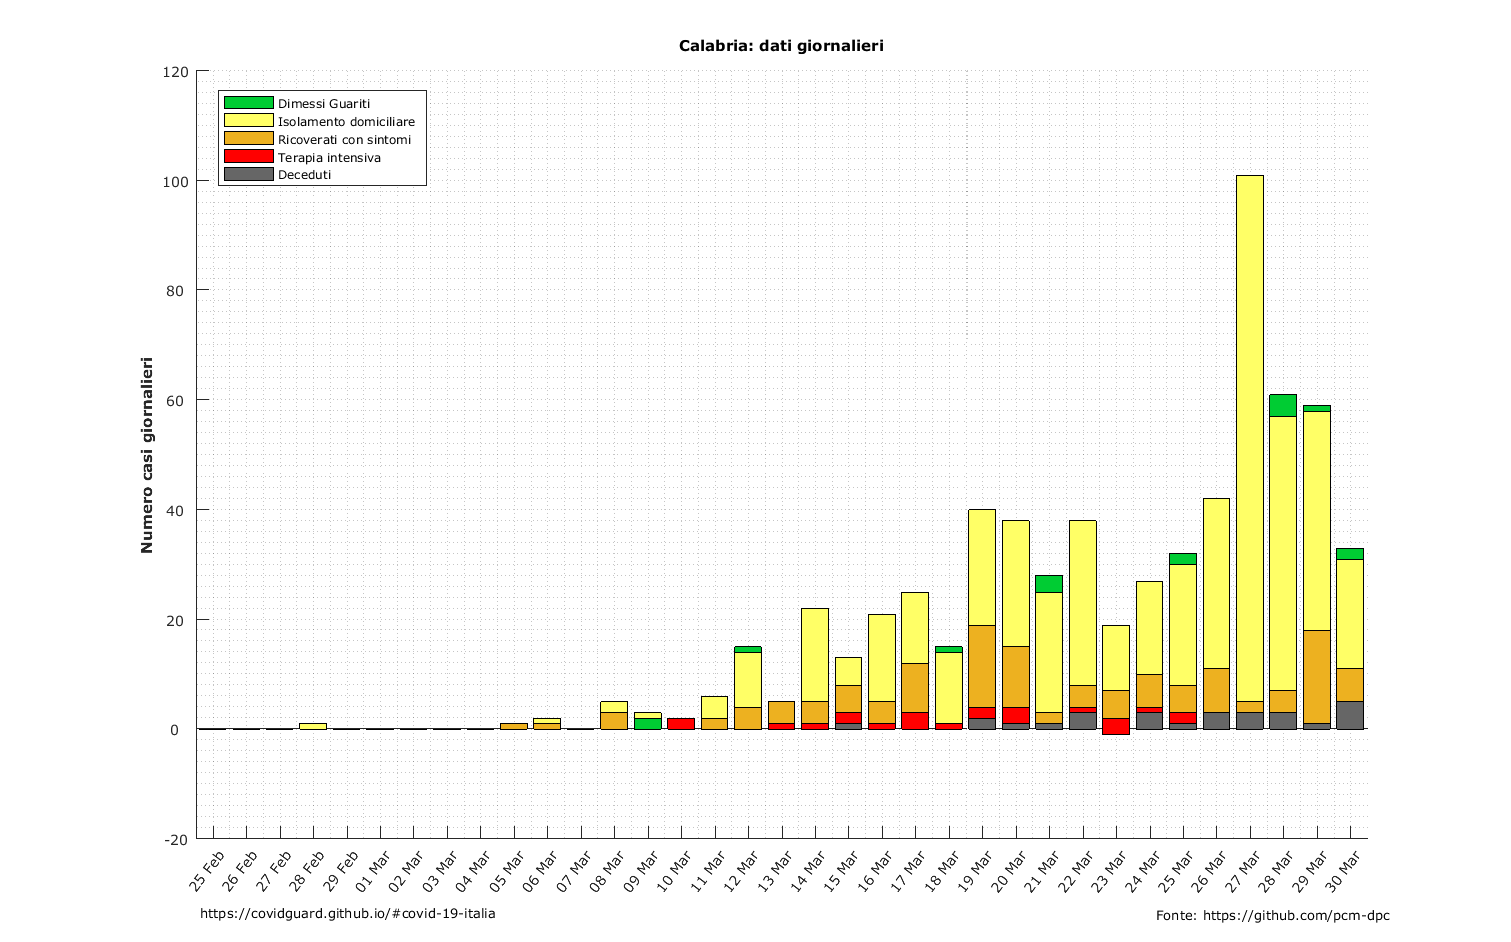 Calabria: dati giornalieri
120
100
80
60
40
20
0
-20
Numero casi giornalieri
Dimessi Guariti
Isolamento domiciliare
Ricoverati con sintomi
Terapia intensiva
Deceduti
25 Feb
26 Feb
27 Feb
28 Feb
29 Feb
01 Mar
02 Mar
03 Mar
04 Mar
05 Mar
06 Mar
07 Mar
08 Mar
09 Mar
10 Mar
11 Mar
12 Mar
13 Mar
14 Mar
15 Mar
16 Mar
17 Mar
18 Mar
19 Mar
20 Mar
21 Mar
22 Mar
23 Mar
24 Mar
25 Mar
26 Mar
27 Mar
28 Mar
29 Mar
30 Mar
https://covidguard.github.io/#covid-19-italia
Fonte: https://github.com/pcm-dpc